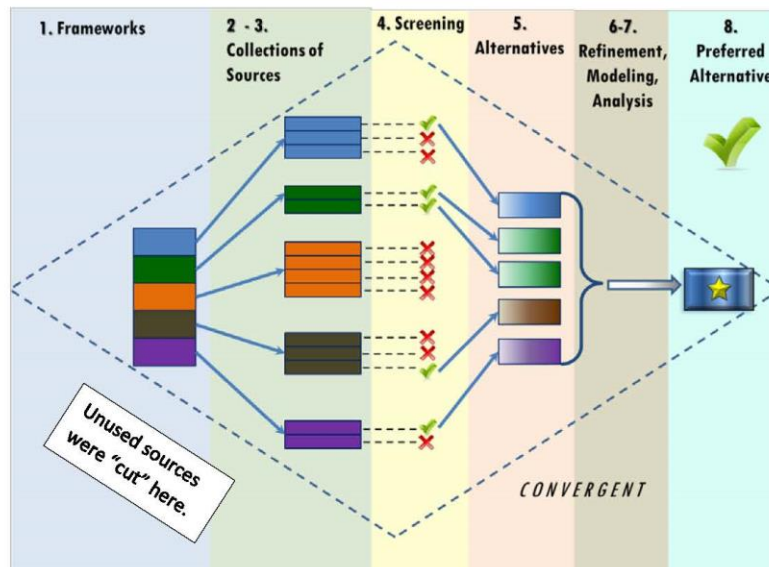 1. Frameworks
2 - 3.
Collections of
Sources
4. Screening
5.
Alternatives
6-7.
Refinement,
Modeling,
Analysis
8.
Preferred
Alternative
Unused sources
were “cut” here.
CONVERGENT